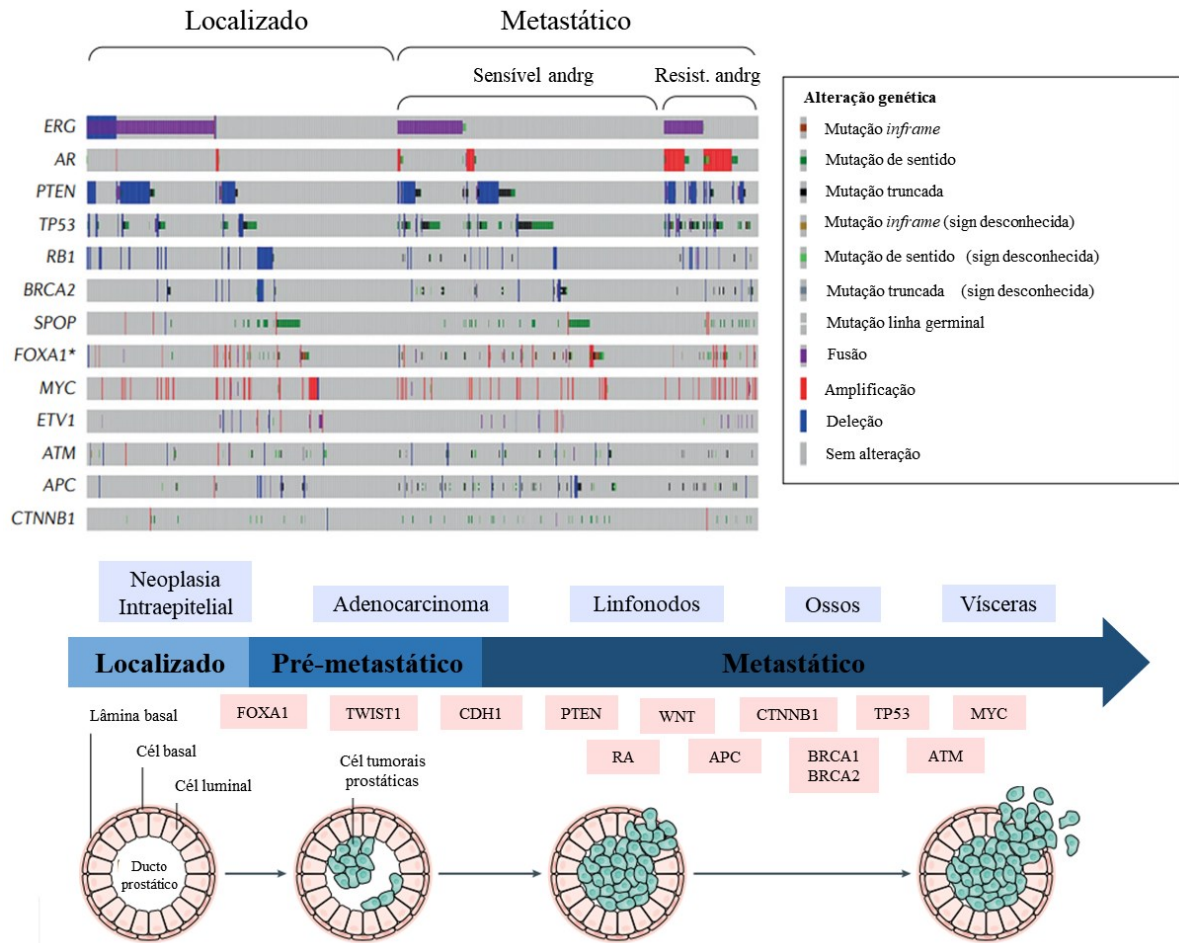 Localizado
Metastático
Sensível andrg
Resist. andrg
ERG
AR
PTEN
TP53
RB1
BRCA2
SPOP
FOXA1*
MYC
ETV1
ATM
APC
CTNNB1
Alteração genética
Mutação inframe
Mutação de sentido
Mutação truncada
Mutação inframe (sign desconhecida)
Mutação de sentido (sign desconhecida)
Mutação truncada (sign desconhecida)
Mutação linha germinal
Fusão
Amplificação
Deleção
Sem alteração
Neoplasia
Intraepitelial
Adenocarcinoma
Linfonodos
Ossos
Vísceras
Localizado
Pré-metastático
Metastático
FOXA1
TWIST1
CDH1
PTEN
WNT
CTNNB1
TP53
MYC
RA
APC
BRCA1
BRCA2
ATM
Lâmina basal
Cél basal
Cél luminal
Ducto
prostático
Cél tumorais
prostáticas